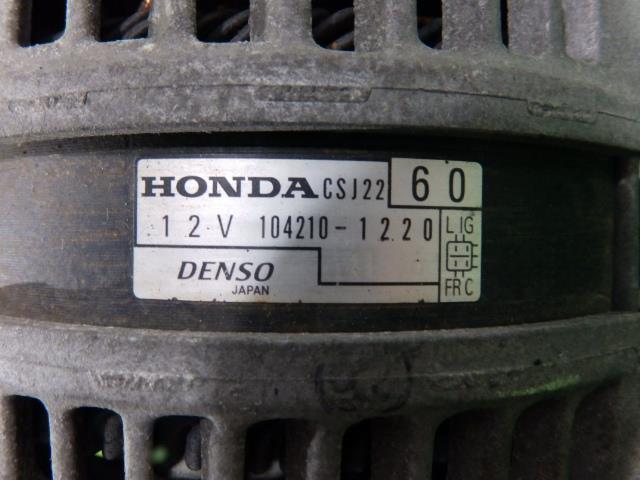 HONDA CSJ22 60
12V 104210-1220 L IG
DENSO
JAPAN FR C